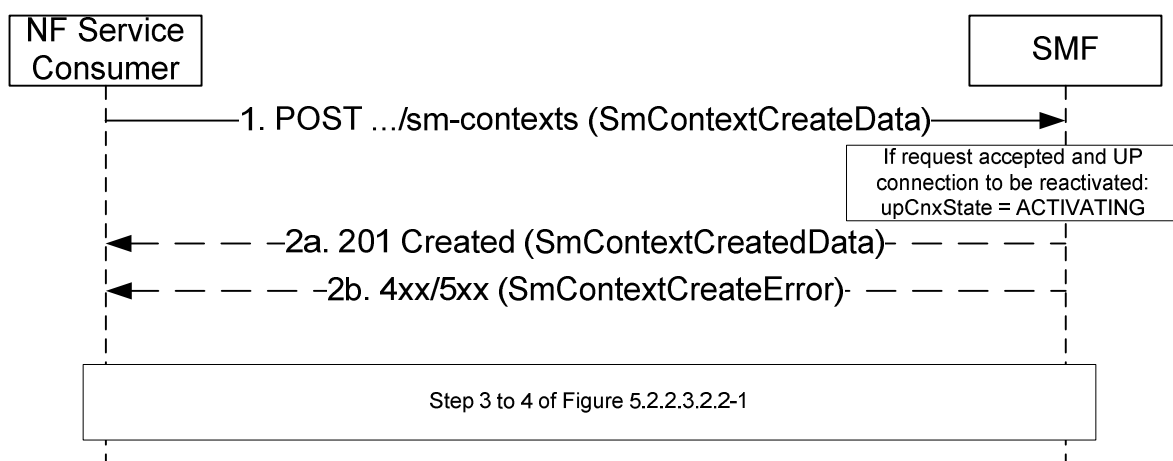 NF Service
Consumer
SMF
1. POST .../sm-contexts (SmContextCreateData)
If request accepted and UP
connection to be reactivated:
upCnxState = ACTIVATING
2a. 201 Created (SmContextCreatedData)
2b. 4xx/5xx (SmContextCreateError)
Step 3 to 4 of Figure 5.2.2.3.2.2-1